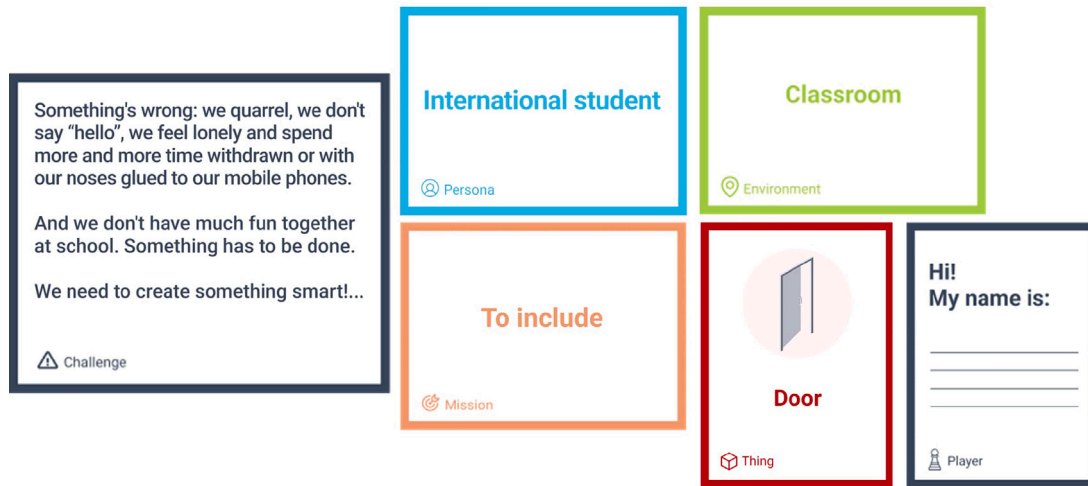 Something's wrong: we quarrel, we don't
say “hello”, we feel lonely and spend
more and more time withdrawn or with
our noses glued to our mobile phones.
And we don't have much fun together
at school. Something has to be done.
We need to create something smart!...
Challenge
International student
Persona
Classroom
Environment
To include
Mission
Door
Thing
Hi!
My name is:
Player